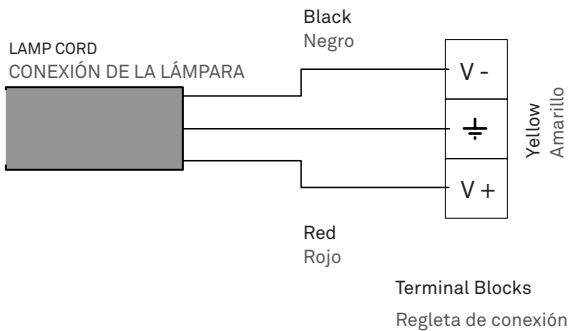 Black
Negro
LAMP CORD
CONEXIÓN DE LA LÁMPARA
V -
Yellow
Amarillo
V +
Red
Rojo
Terminal Blocks
Regleta de conexión